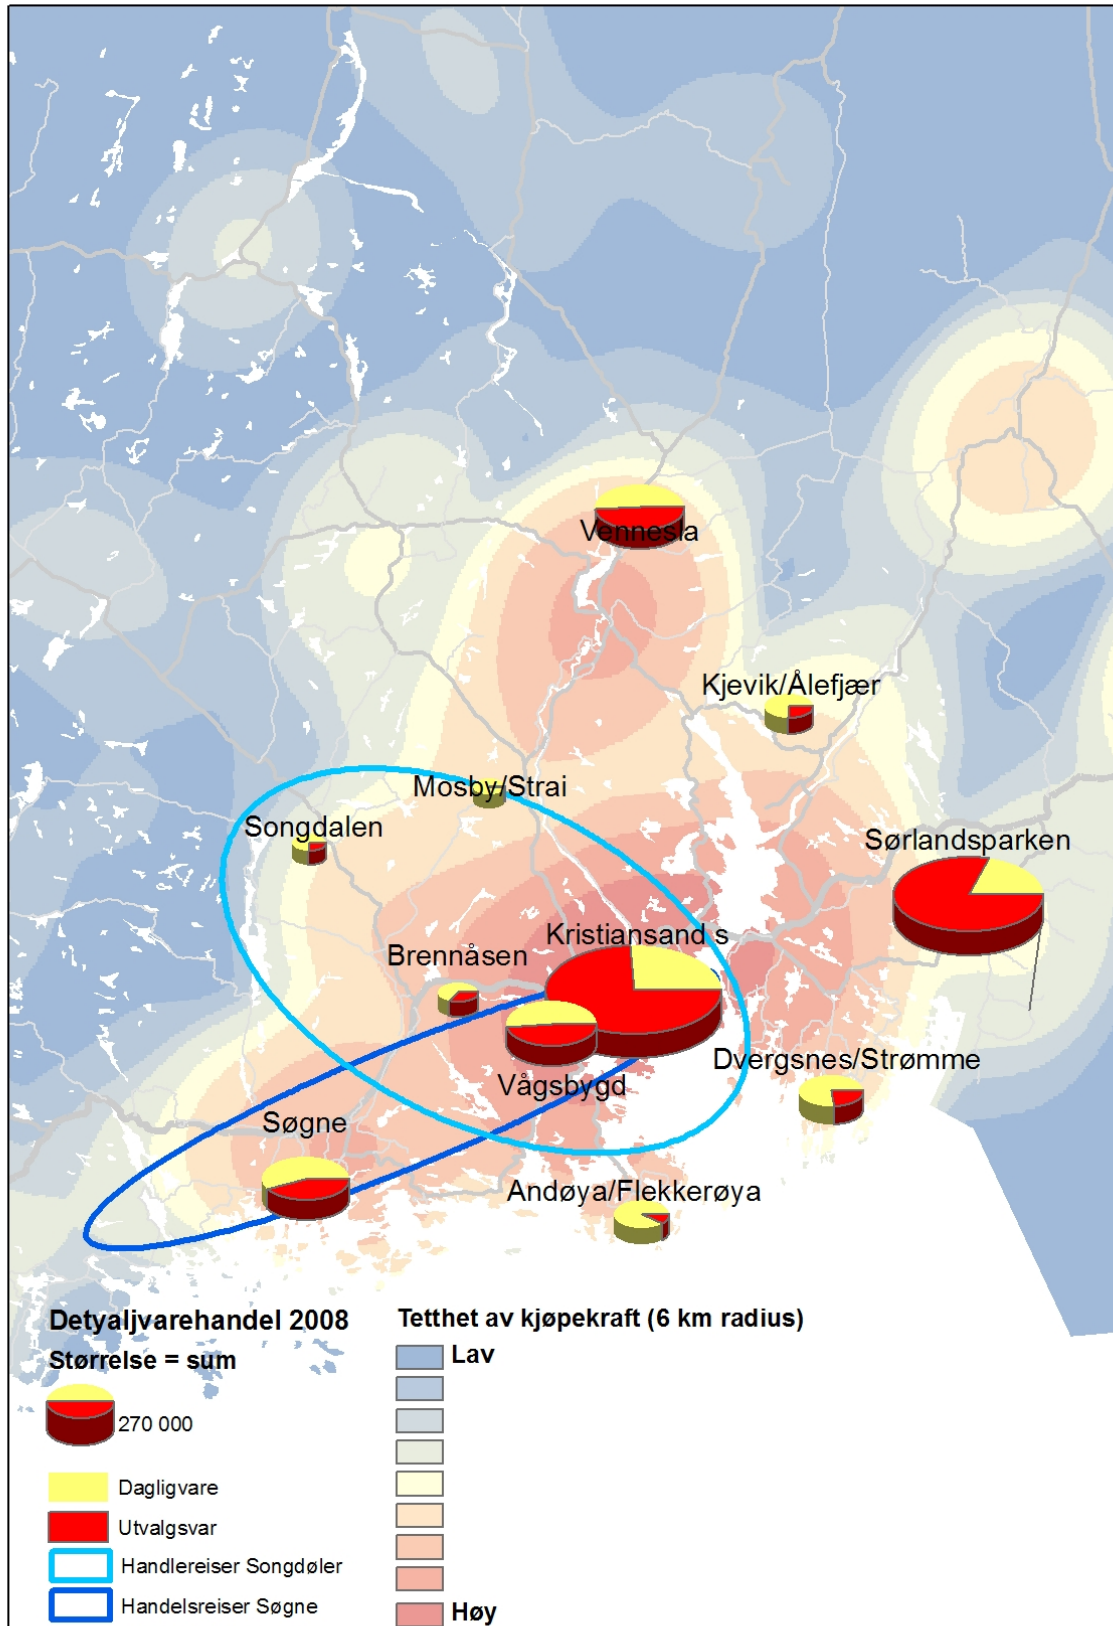 Vennesla
Kjevik/Ålefjær
Mosby/Strai
Songdalen
Sørlandsparken
Kristiansand s
Brennåsen
Dvergsnes/Strømme
Vågsbygd
Søgne
Andøya/Flekkerøya
Detyaljvarehandel 2008
Størrelse = sum
270 000
Dagligvare
Utvalgsvar
Handlereiser Songdøler
Handelsreiser Søgne
Tetthet av kjøpekraft (6 km radius)
Lav
Høy